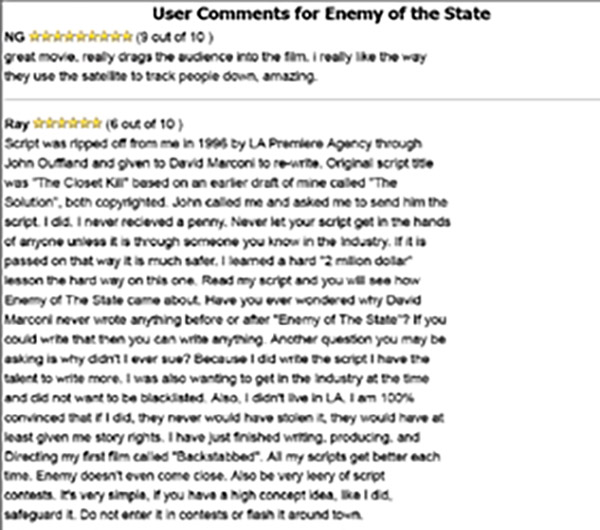 User Comments for Enemy of the State
NG ★★★★★★★★★ (9 out of 10 )
great movie, really drags the audience into the film. i really like the way
they use the satellite to track people down, amazing.
Ray ★★★★★★ (6 out of 10 )
Script was ripped off from me in 1996 by LA Premiere Agency through
John and given to David Marconi to re-write. Original script title
was "The Closet Kill" based on an earlier draft of mine called "The
Solution", both copyrighted. John called me and asked me to send him the
script. I did. I never recieved a penny. Never let your script get in the hands
of anyone unless it is through someone you know in the Industry. If it is
passed on that way it is much safer. I learned a hard "2 million dollar"
lesson the hard way on this one. Read my script and you will see how
Enemy of The State came about. Have you ever wondered why David
Marconi never wrote anything before or after "Enemy of The State"? If you
could write that then you can write anything. Another question you may be
asking is why didn't I ever sue? Because I did write the script I have the
talent to write more. I was also wanting to get in the Industry at the time
and did not want to be blacklisted. Also, I didn't live in LA. I am 100%
convinced that if I did, they never would have stolen it, they would have at
least given me story rights. I have just finished writing, producing, and
Directing my first film called "Backstabbed". All my scripts get better each
time. Enemy doesn't even come close. Also be very leery of script
contests. It's very simple, if you have a high concept idea, like I did,
safeguard it. Do not enter it in contests or flash it around town.